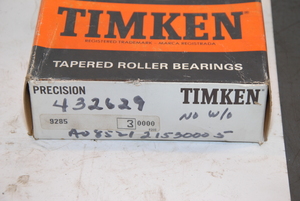 TIMKEN
REGISTERED TRADEMARK · MARCA REGISTRADA
TAPERED ROLLER BEARINGS
PRECISION
TIMKEN
432629
NO W/O
9285
3 0000